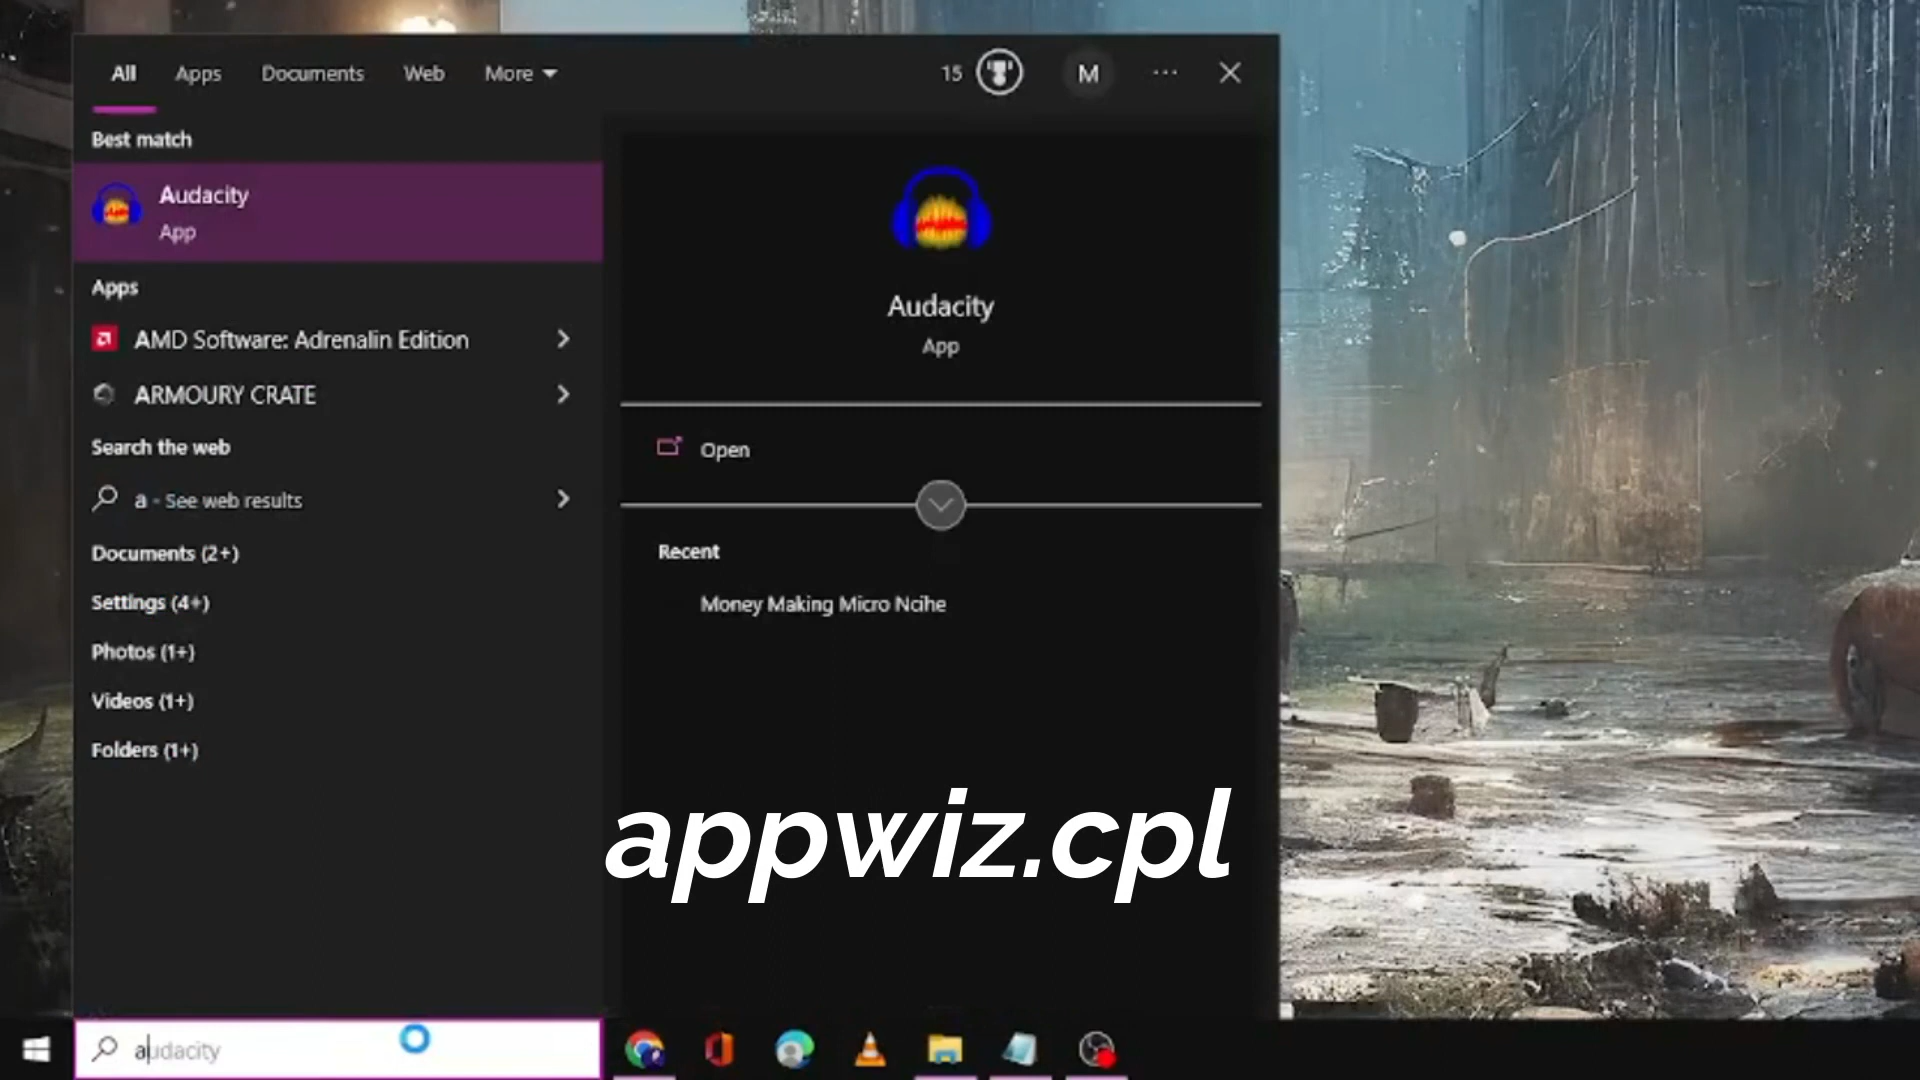 All Apps Documents Web More 15 M
Best match
Audacity
App
Apps
AMD Software: Adrenalin Edition
ARMOURY CRATE
Search the web
a - See web results
Documents (2+)
Settings (4+)
Photos (1+)
Videos (1+)
Folders (1+)
Audacity
App
Open
Recent
Money Making Micro Ncihe
appwiz.cpl
audacity